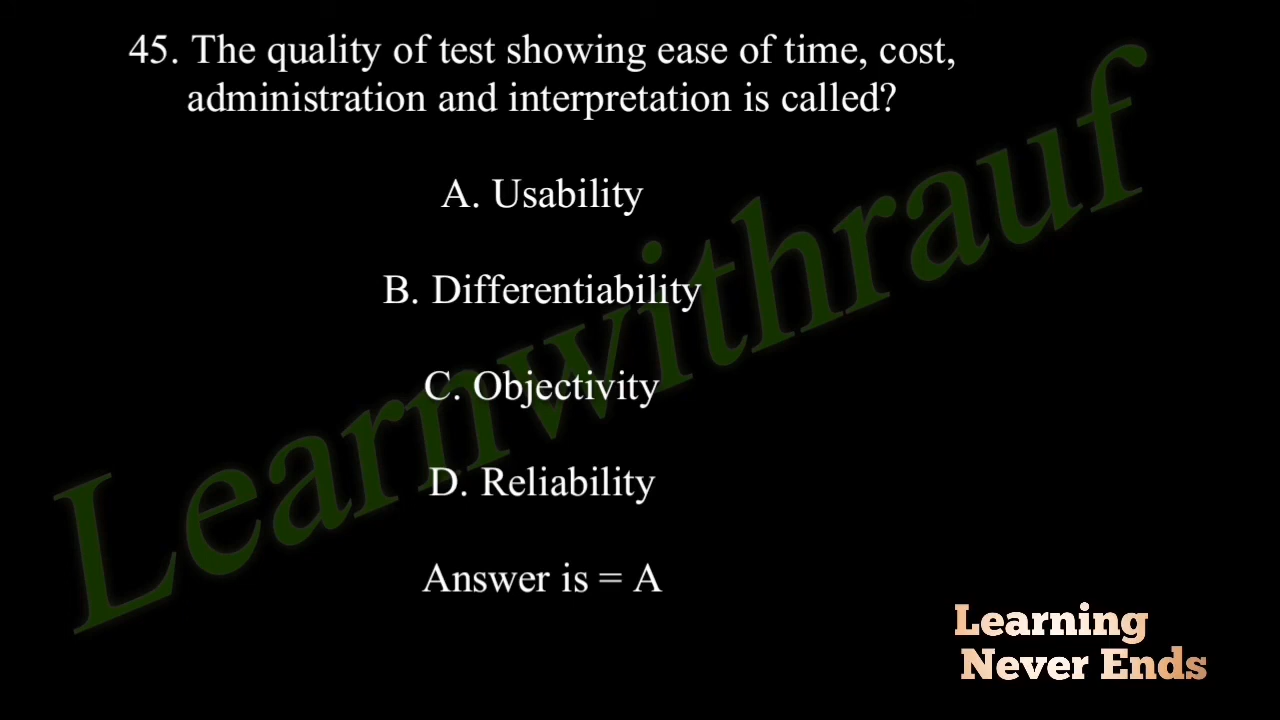 45. The quality of test showing ease of time, cost,
administration and interpretation is called?
A. Usability
B. Differentiability
C. Objectivity
D. Reliability
Answer is = A
Learnwithrauf
Learning
Never Ends